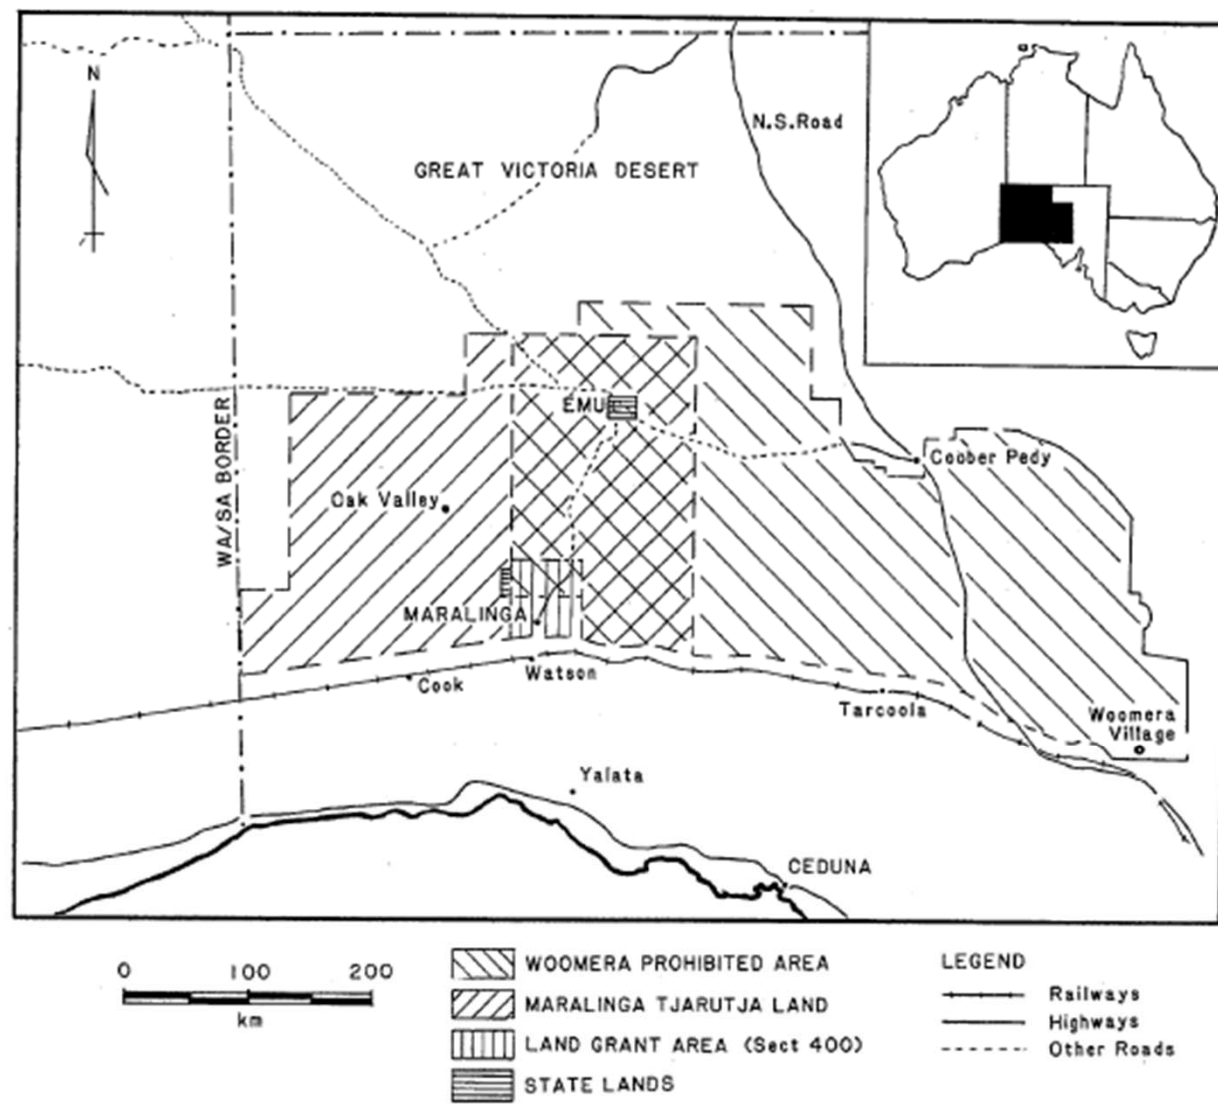 N
N.S.Road
GREAT VICTORIA DESERT
WA/SA BORDER
EMU
Coober Pedy
Oak Valley
MARALINGA
Cook
Watson
Tarcoola
Woomera
Village
Yalata
CEDUNA
0 100 200
km
WOOMERA PROHIBITED AREA
MARALINGA TJARUTJA LAND
LAND GRANT AREA (Sect 400)
STATE LANDS
LEGEND
Railways
Highways
Other Roads